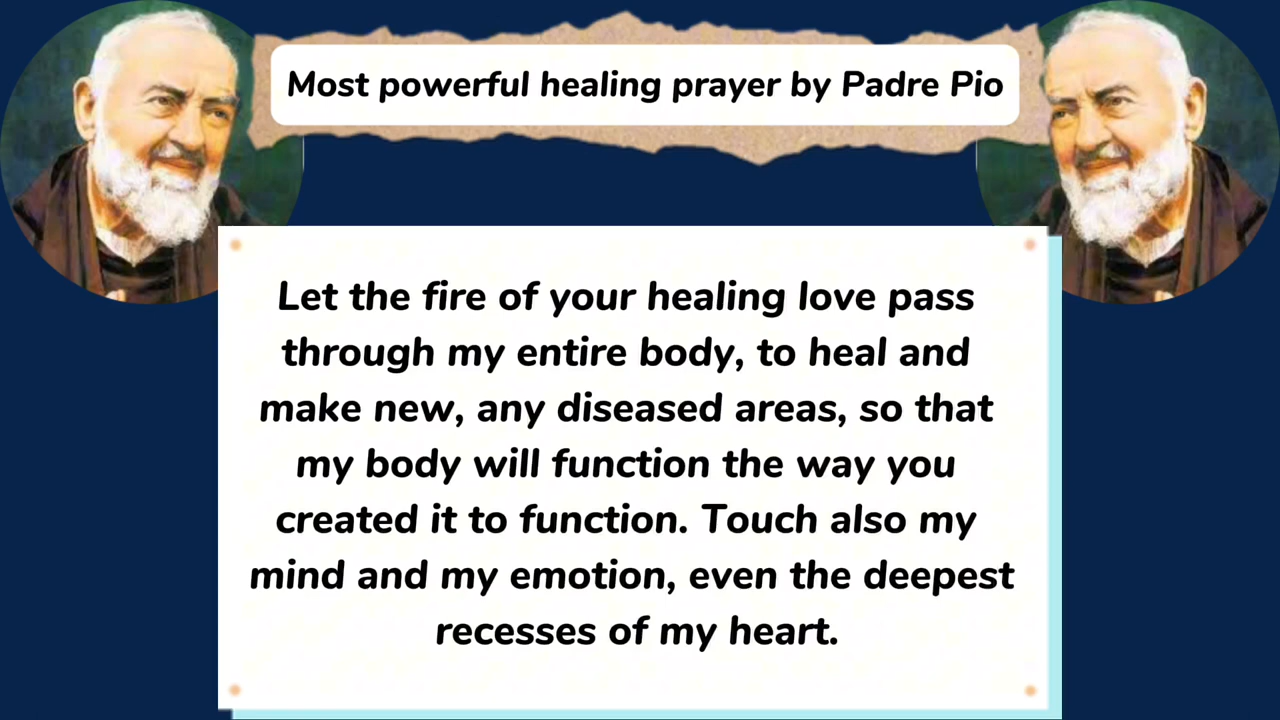 Most powerful healing prayer by Padre Pio
Let the fire of your healing love pass
through my entire body, to heal and
make new, any diseased areas, so that
my body will function the way you
created it to function. Touch also my
mind and my emotion, even the deepest
recesses of my heart.